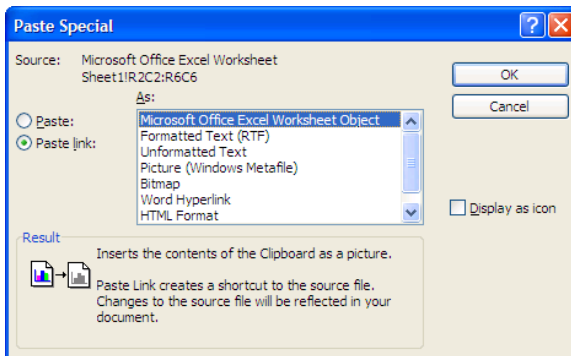 Paste Special
Source: Microsoft Office Excel Worksheet
Sheet1!R2C2:R6C6
As:
Paste:
Paste link:
Microsoft Office Excel Worksheet Object
Formatted Text (RTF)
Unformatted Text
Picture (Windows Metafile)
Bitmap
Word Hyperlink
HTML Format
OK
Cancel
Display as icon
Result
Inserts the contents of the Clipboard as a picture.
Paste Link creates a shortcut to the source file.
Changes to the source file will be reflected in your
document.